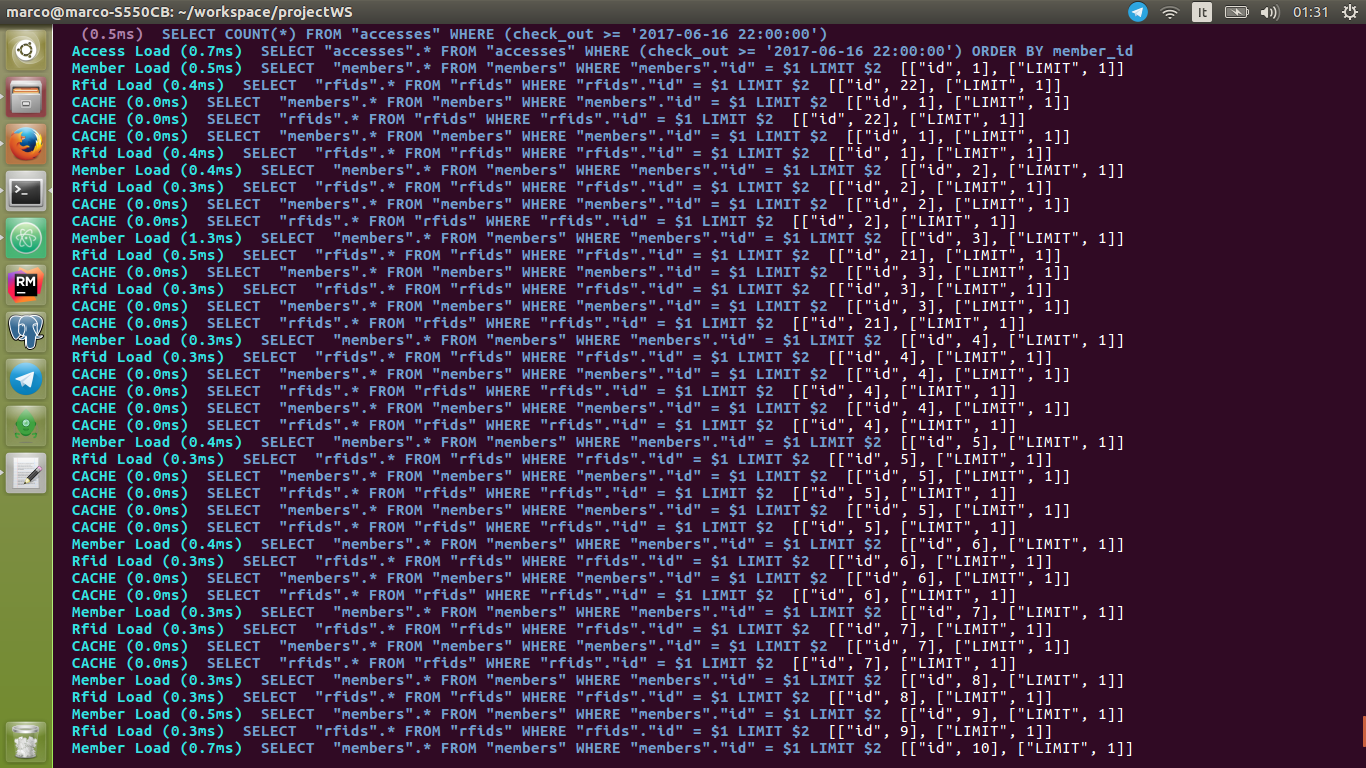 marco@marco-S550CB: ~/workspace/projectWS It 01:31
(0.5ms)  SELECT COUNT(*) FROM "accesses" WHERE (check_out >= '2017-06-16 22:00:00')
Access Load (0.7ms)  SELECT "accesses".* FROM "accesses" WHERE (check_out >= '2017-06-16 22:00:00') ORDER BY member_id
Member Load (0.5ms)  SELECT  "members".* FROM "members" WHERE "members"."id" = $1 LIMIT $2  [["id", 1], ["LIMIT", 1]]
Rfid Load (0.4ms)  SELECT  "rfids".* FROM "rfids" WHERE "rfids"."id" = $1 LIMIT $2  [["id", 22], ["LIMIT", 1]]
CACHE (0.0ms)  SELECT  "members".* FROM "members" WHERE "members"."id" = $1 LIMIT $2  [["id", 1], ["LIMIT", 1]]
CACHE (0.0ms)  SELECT  "rfids".* FROM "rfids" WHERE "rfids"."id" = $1 LIMIT $2  [["id", 22], ["LIMIT", 1]]
CACHE (0.0ms)  SELECT  "members".* FROM "members" WHERE "members"."id" = $1 LIMIT $2  [["id", 1], ["LIMIT", 1]]
Rfid Load (0.4ms)  SELECT  "rfids".* FROM "rfids" WHERE "rfids"."id" = $1 LIMIT $2  [["id", 1], ["LIMIT", 1]]
Member Load (0.4ms)  SELECT  "members".* FROM "members" WHERE "members"."id" = $1 LIMIT $2  [["id", 2], ["LIMIT", 1]]
Rfid Load (0.3ms)  SELECT  "rfids".* FROM "rfids" WHERE "rfids"."id" = $1 LIMIT $2  [["id", 2], ["LIMIT", 1]]
CACHE (0.0ms)  SELECT  "members".* FROM "members" WHERE "members"."id" = $1 LIMIT $2  [["id", 2], ["LIMIT", 1]]
CACHE (0.0ms)  SELECT  "rfids".* FROM "rfids" WHERE "rfids"."id" = $1 LIMIT $2  [["id", 2], ["LIMIT", 1]]
Member Load (1.3ms)  SELECT  "members".* FROM "members" WHERE "members"."id" = $1 LIMIT $2  [["id", 3], ["LIMIT", 1]]
Rfid Load (0.5ms)  SELECT  "rfids".* FROM "rfids" WHERE "rfids"."id" = $1 LIMIT $2  [["id", 21], ["LIMIT", 1]]
CACHE (0.0ms)  SELECT  "members".* FROM "members" WHERE "members"."id" = $1 LIMIT $2  [["id", 3], ["LIMIT", 1]]
Rfid Load (0.3ms)  SELECT  "rfids".* FROM "rfids" WHERE "rfids"."id" = $1 LIMIT $2  [["id", 3], ["LIMIT", 1]]
CACHE (0.0ms)  SELECT  "members".* FROM "members" WHERE "members"."id" = $1 LIMIT $2  [["id", 3], ["LIMIT", 1]]
CACHE (0.0ms)  SELECT  "rfids".* FROM "rfids" WHERE "rfids"."id" = $1 LIMIT $2  [["id", 21], ["LIMIT", 1]]
RM
Member Load (0.3ms)  SELECT  "members".* FROM "members" WHERE "members"."id" = $1 LIMIT $2  [["id", 4], ["LIMIT", 1]]
Rfid Load (0.3ms)  SELECT  "rfids".* FROM "rfids" WHERE "rfids"."id" = $1 LIMIT $2  [["id", 4], ["LIMIT", 1]]
CACHE (0.0ms)  SELECT  "members".* FROM "members" WHERE "members"."id" = $1 LIMIT $2  [["id", 4], ["LIMIT", 1]]
CACHE (0.0ms)  SELECT  "rfids".* FROM "rfids" WHERE "rfids"."id" = $1 LIMIT $2  [["id", 4], ["LIMIT", 1]]
CACHE (0.0ms)  SELECT  "members".* FROM "members" WHERE "members"."id" = $1 LIMIT $2  [["id", 4], ["LIMIT", 1]]
CACHE (0.0ms)  SELECT  "rfids".* FROM "rfids" WHERE "rfids"."id" = $1 LIMIT $2  [["id", 4], ["LIMIT", 1]]
Member Load (0.4ms)  SELECT  "members".* FROM "members" WHERE "members"."id" = $1 LIMIT $2  [["id", 5], ["LIMIT", 1]]
Rfid Load (0.3ms)  SELECT  "rfids".* FROM "rfids" WHERE "rfids"."id" = $1 LIMIT $2  [["id", 5], ["LIMIT", 1]]
CACHE (0.0ms)  SELECT  "members".* FROM "members" WHERE "members"."id" = $1 LIMIT $2  [["id", 5], ["LIMIT", 1]]
CACHE (0.0ms)  SELECT  "rfids".* FROM "rfids" WHERE "rfids"."id" = $1 LIMIT $2  [["id", 5], ["LIMIT", 1]]
CACHE (0.0ms)  SELECT  "members".* FROM "members" WHERE "members"."id" = $1 LIMIT $2  [["id", 5], ["LIMIT", 1]]
CACHE (0.0ms)  SELECT  "rfids".* FROM "rfids" WHERE "rfids"."id" = $1 LIMIT $2  [["id", 5], ["LIMIT", 1]]
Member Load (0.4ms)  SELECT  "members".* FROM "members" WHERE "members"."id" = $1 LIMIT $2  [["id", 6], ["LIMIT", 1]]
Rfid Load (0.3ms)  SELECT  "rfids".* FROM "rfids" WHERE "rfids"."id" = $1 LIMIT $2  [["id", 6], ["LIMIT", 1]]
CACHE (0.0ms)  SELECT  "members".* FROM "members" WHERE "members"."id" = $1 LIMIT $2  [["id", 6], ["LIMIT", 1]]
CACHE (0.0ms)  SELECT  "rfids".* FROM "rfids" WHERE "rfids"."id" = $1 LIMIT $2  [["id", 6], ["LIMIT", 1]]
Member Load (0.3ms)  SELECT  "members".* FROM "members" WHERE "members"."id" = $1 LIMIT $2  [["id", 7], ["LIMIT", 1]]
Rfid Load (0.3ms)  SELECT  "rfids".* FROM "rfids" WHERE "rfids"."id" = $1 LIMIT $2  [["id", 7], ["LIMIT", 1]]
CACHE (0.0ms)  SELECT  "members".* FROM "members" WHERE "members"."id" = $1 LIMIT $2  [["id", 7], ["LIMIT", 1]]
CACHE (0.0ms)  SELECT  "rfids".* FROM "rfids" WHERE "rfids"."id" = $1 LIMIT $2  [["id", 7], ["LIMIT", 1]]
Member Load (0.3ms)  SELECT  "members".* FROM "members" WHERE "members"."id" = $1 LIMIT $2  [["id", 8], ["LIMIT", 1]]
Rfid Load (0.3ms)  SELECT  "rfids".* FROM "rfids" WHERE "rfids"."id" = $1 LIMIT $2  [["id", 8], ["LIMIT", 1]]
Member Load (0.5ms)  SELECT  "members".* FROM "members" WHERE "members"."id" = $1 LIMIT $2  [["id", 9], ["LIMIT", 1]]
Rfid Load (0.3ms)  SELECT  "rfids".* FROM "rfids" WHERE "rfids"."id" = $1 LIMIT $2  [["id", 9], ["LIMIT", 1]]
Member Load (0.7ms)  SELECT  "members".* FROM "members" WHERE "members"."id" = $1 LIMIT $2  [["id", 10], ["LIMIT", 1]]